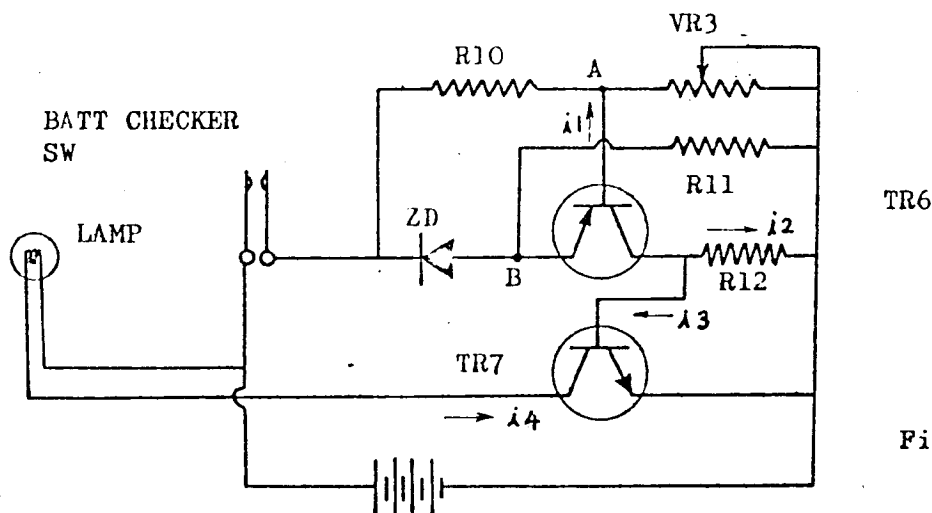 VR3
R10
A
BATT CHECKER
SW
i1
R11
TR6
LAMP
ZD
i2
B
R12
i3
TR7
i4
Fi